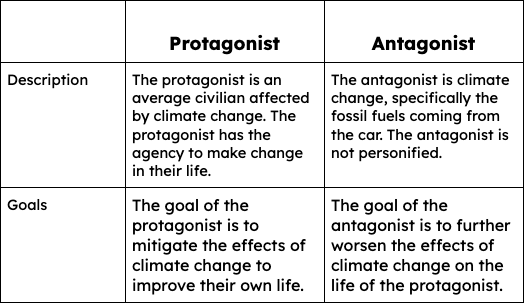 Protagonist
Antagonist
Description
The protagonist is an
average civilian affected
by climate change. The
protagonist has the
agency to make change
in their life.
The antagonist is climate
change, specifically the
fossil fuels coming from
the car. The antagonist is
not personified.
Goals
The goal of the
protagonist is to
mitigate the effects of
climate change to
improve their own life.
The goal of the
antagonist is to further
worsen the effects of
climate change on the
life of the protagonist.